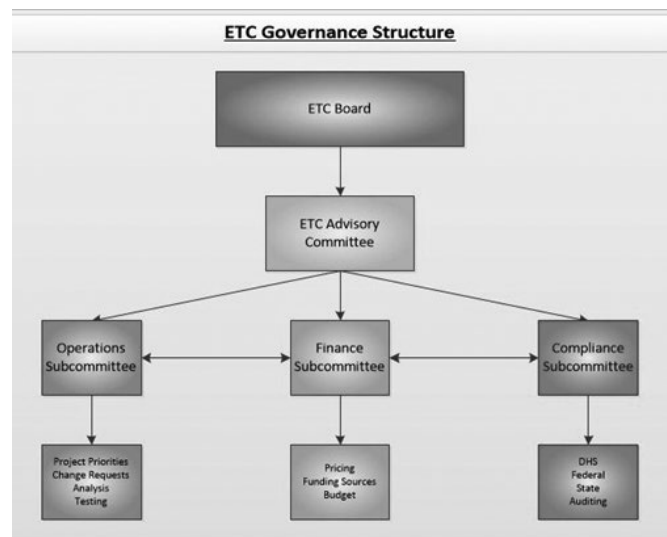 ETC Governance Structure
ETC Board
ETC Advisory
Committee
Operations
Subcommittee
Finance
Subcommittee
Compliance
Subcommittee
Project Priorities
Change Requests
Analysis
Testing
Pricing
Funding Sources
Budget
DHS
Federal
State
Auditing